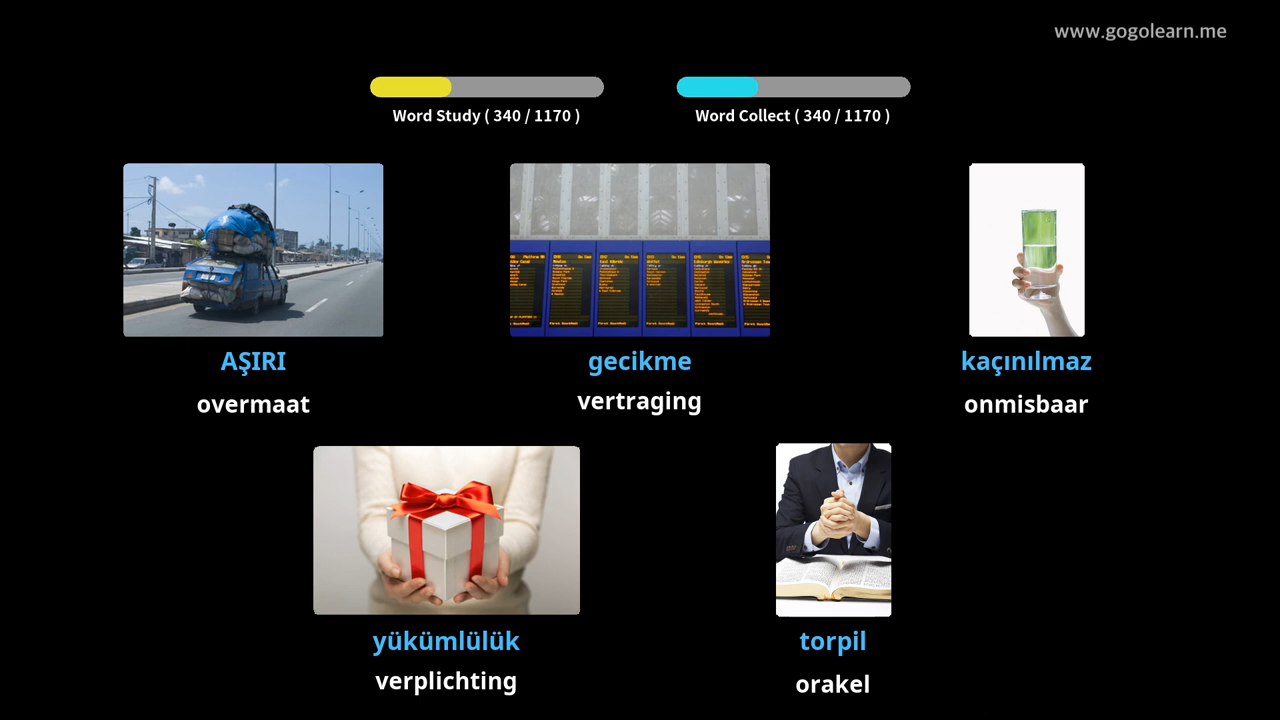 www.gogolearn.me
Word Study ( 340 / 1170 )
Word Collect ( 340 / 1170 )
AŞIRI
gecikme
kaçınılmaz
overmaat
vertraging
onmisbaar
yükümlülük
torpil
verplichting
orakel